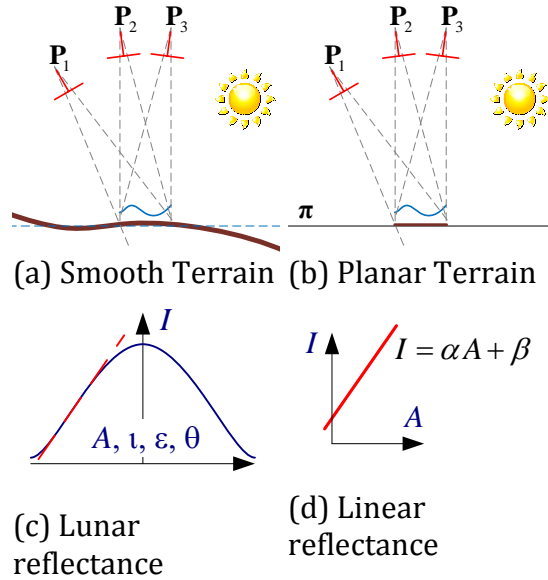 P2 P3
P1
P2 P3
P1
π
(a) Smooth Terrain
(b) Planar Terrain
I
A, ι, ε, θ
(c) Lunar
reflectance
I
I = αA + β
A
(d) Linear
reflectance